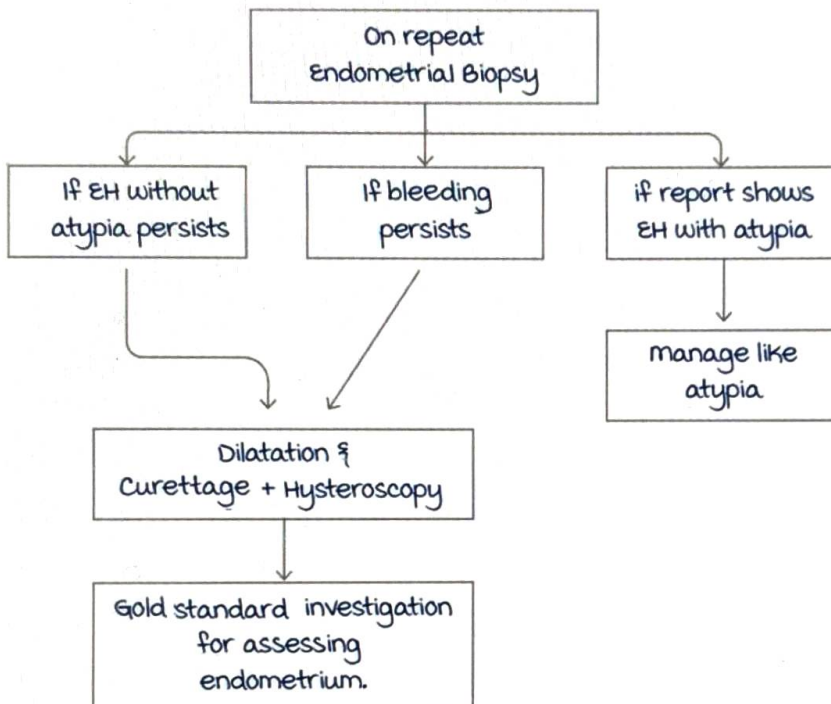 On repeat
Endometrial Biopsy
If EH without
atypia persists
If bleeding
persists
if report shows
EH with atypia
manage like
atypia
Dilatation &
Curettage + Hysteroscopy
Gold standard investigation
for assessing
endometrium.